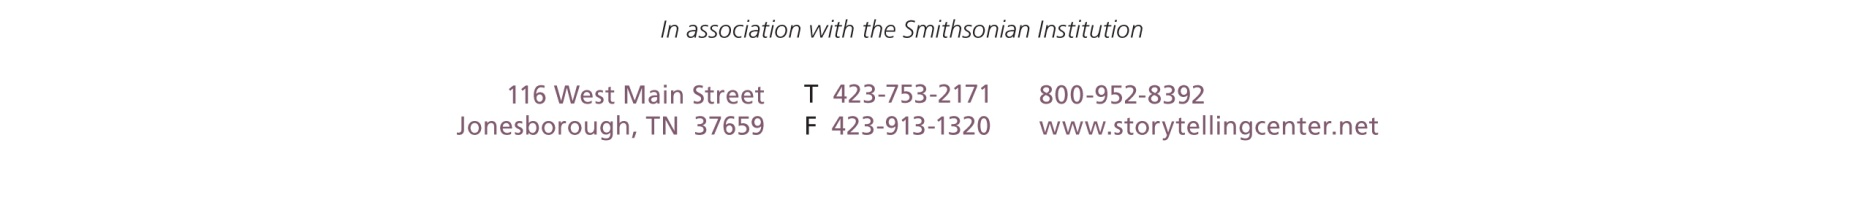 In association with the Smithsonian Institution
116 West Main Street T 423-753-2171 800-952-8392
Jonesborough, TN 37659 F 423-913-1320 www.storytellingcenter.net